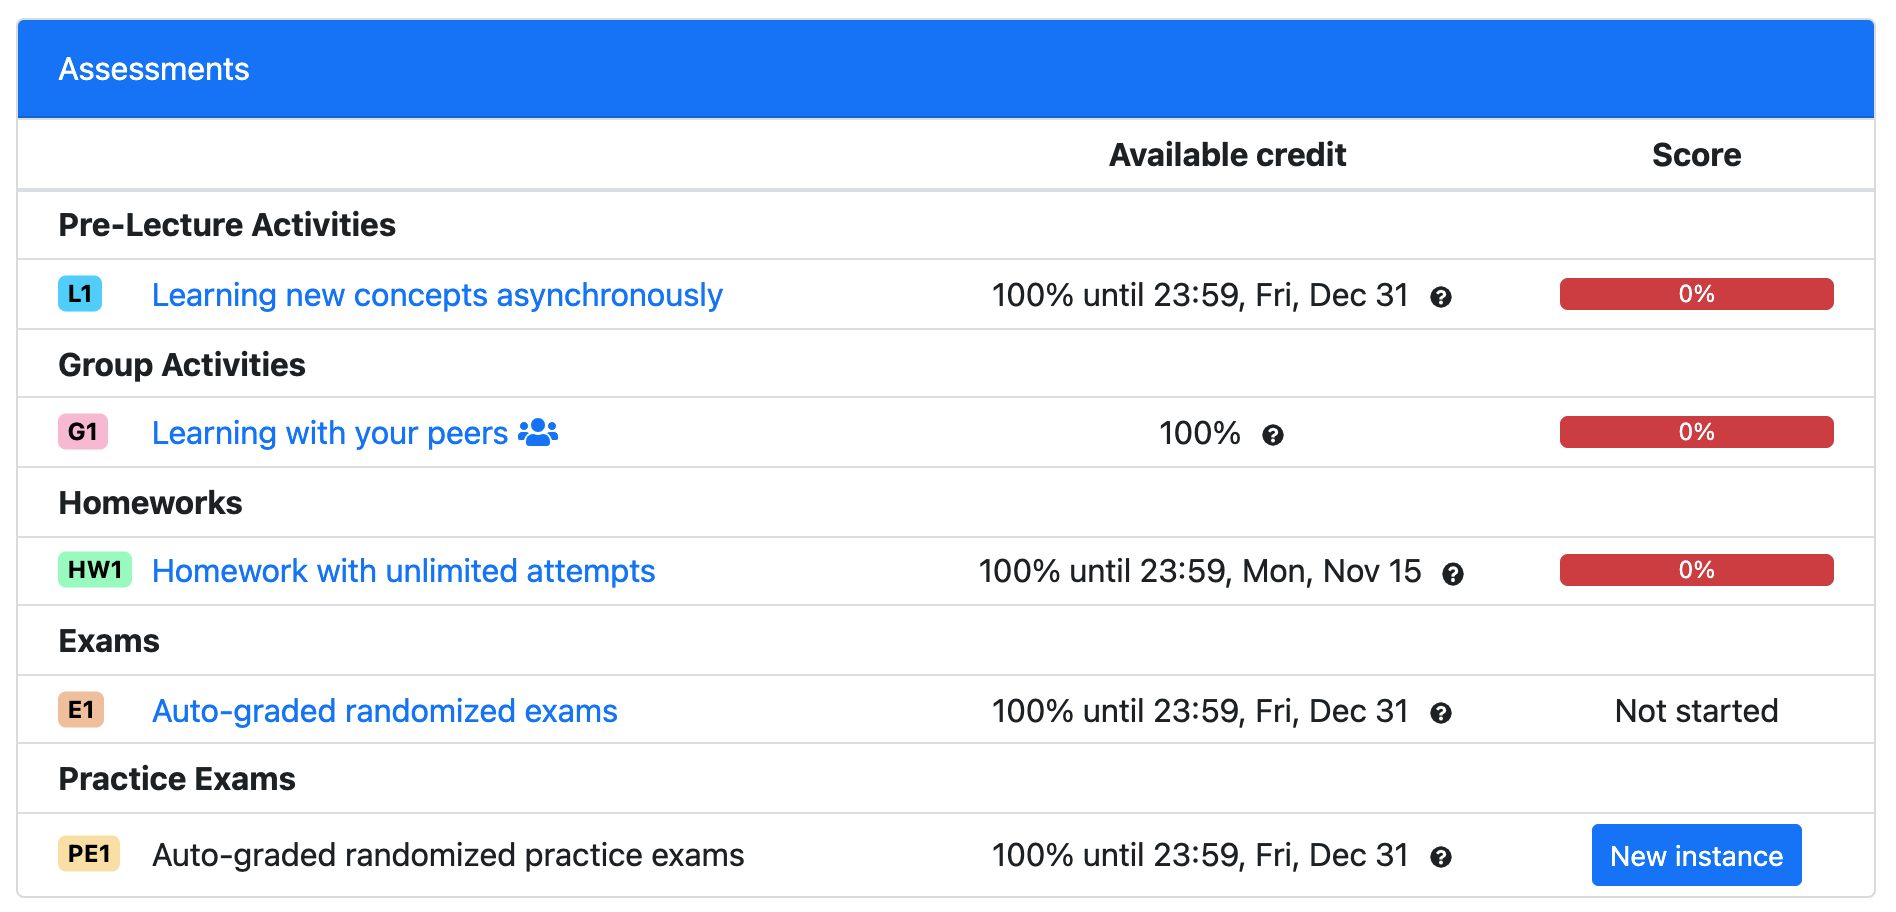 Assessments
Available credit Score
Pre-Lecture Activities
L1 Learning new concepts asynchronously 100% until 23:59, Fri, Dec 31 ? 0%
Group Activities
G1 Learning with your peers 100% ? 0%
Homeworks
HW1 Homework with unlimited attempts 100% until 23:59, Mon, Nov 15 ? 0%
Exams
E1 Auto-graded randomized exams 100% until 23:59, Fri, Dec 31 ? Not started
Practice Exams
PE1 Auto-graded randomized practice exams 100% until 23:59, Fri, Dec 31 ? New instance